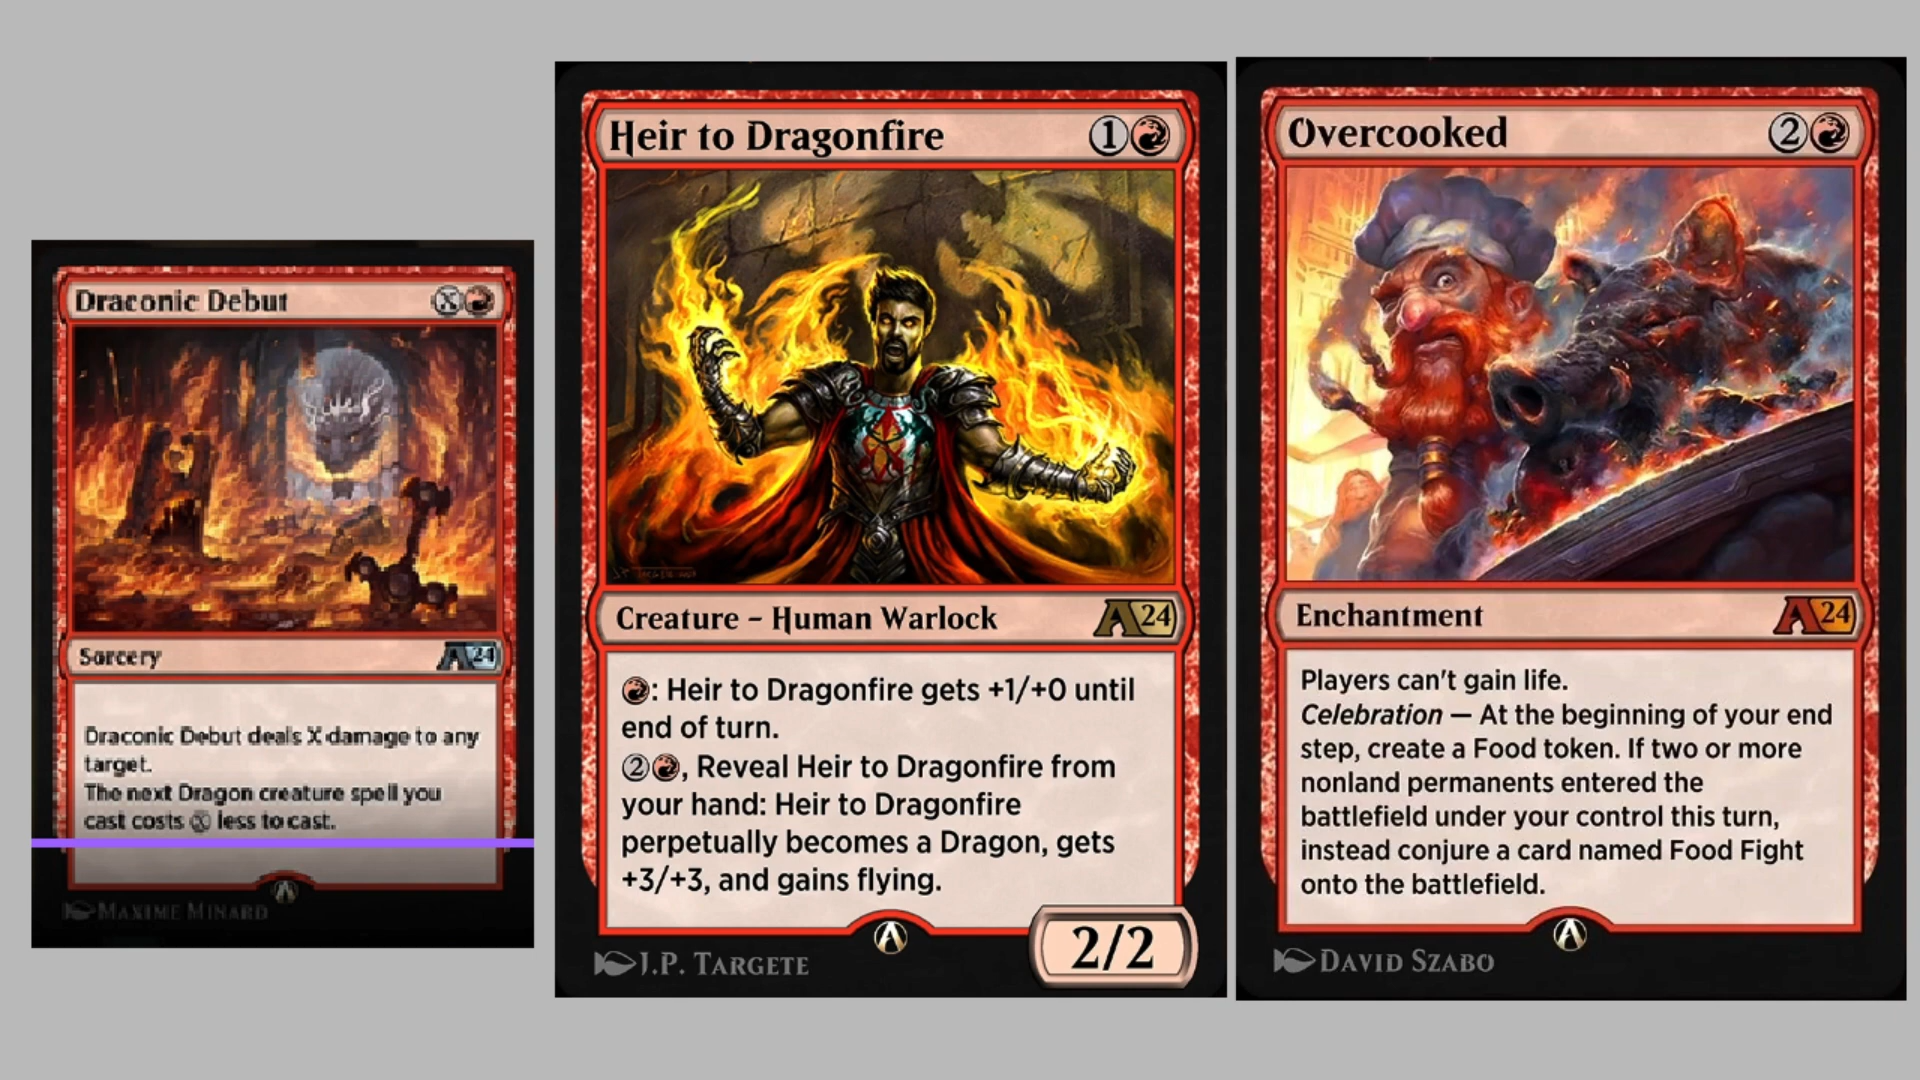 Draconic Debut
X
Sorcery
A24
Draconic Debut deals X damage to any
target.
The next Dragon creature spell you
cast costs X less to cast.
MAXIME MINARD
Heir to Dragonfire
1
Creature – Human Warlock
A24
: Heir to Dragonfire gets +1/+0 until
end of turn.
2, Reveal Heir to Dragonfire from
your hand: Heir to Dragonfire
perpetually becomes a Dragon, gets
+3/+3, and gains flying.
2/2
J.P. TARGETE
Overcooked
2
Enchantment
A24
Players can't gain life.
Celebration — At the beginning of your end
step, create a Food token. If two or more
nonland permanents entered the
battlefield under your control this turn,
instead conjure a card named Food Fight
onto the battlefield.
DAVID SZABO